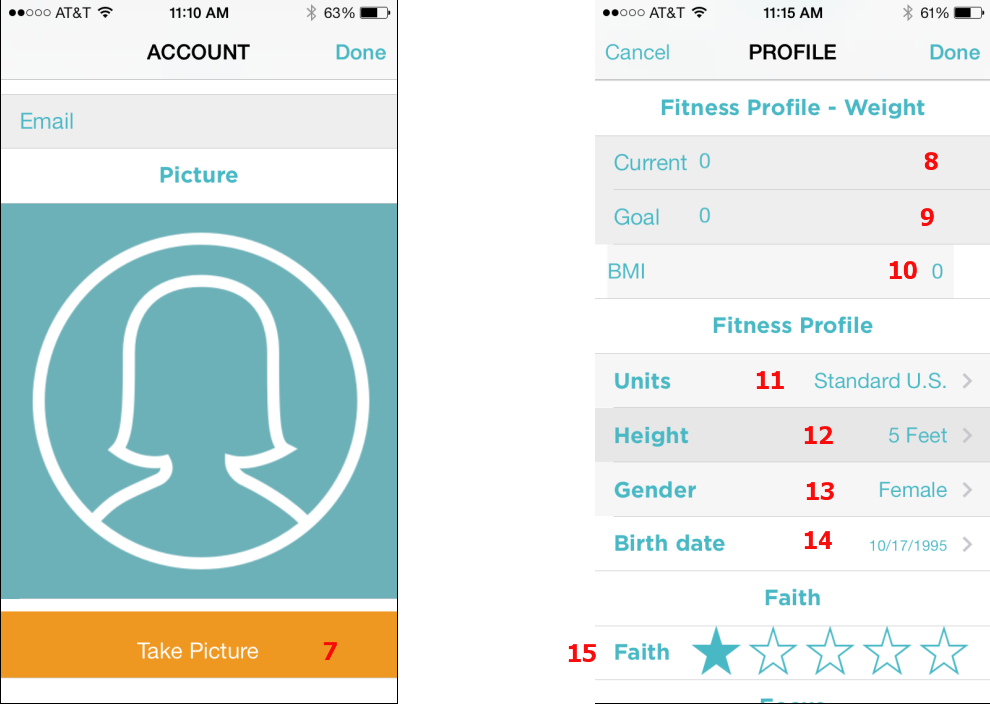 AT&T 11:10 AM 63%
ACCOUNT Done
Email
Picture
Take Picture 7
AT&T 11:15 AM 61%
Cancel PROFILE Done
Fitness Profile - Weight
Current 0 8
Goal 0 9
BMI 10 0
Fitness Profile
Units 11 Standard U.S.
Height 12 5 Feet
Gender 13 Female
Birth date 14 10/17/1995
Faith
15 Faith